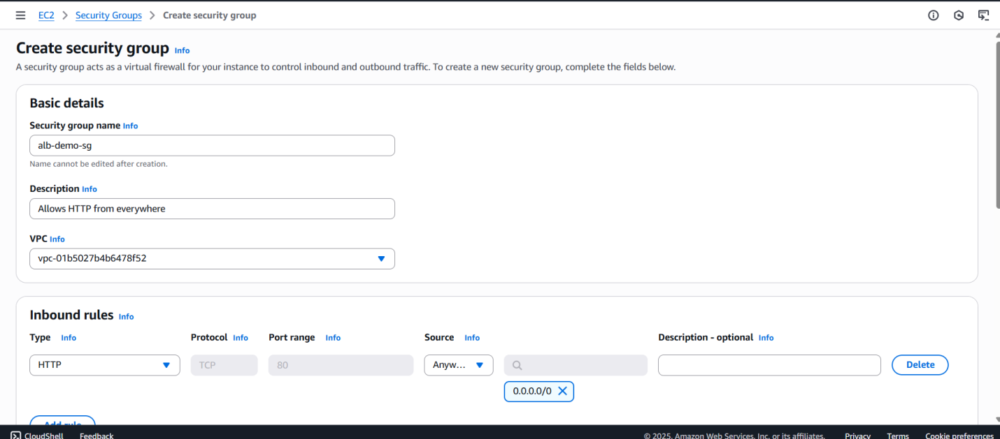 EC2 > Security Groups > Create security group
Create security group Info
A security group acts as a virtual firewall for your instance to control inbound and outbound traffic. To create a new security group, complete the fields below.
Basic details
Security group name Info
alb-demo-sg
Name cannot be edited after creation.
Description Info
Allows HTTP from everywhere
VPC Info
vpc-01b5027b4b6478f52
Inbound rules Info
Type Info Protocol Info Port range Info Source Info Description - optional Info
HTTP TCP 80 Anyw... Delete
0.0.0.0/0
Add rule
CloudShell Feedback © 2025, Amazon Web Services, Inc. or its affiliates. Privacy Terms Cookie preferences